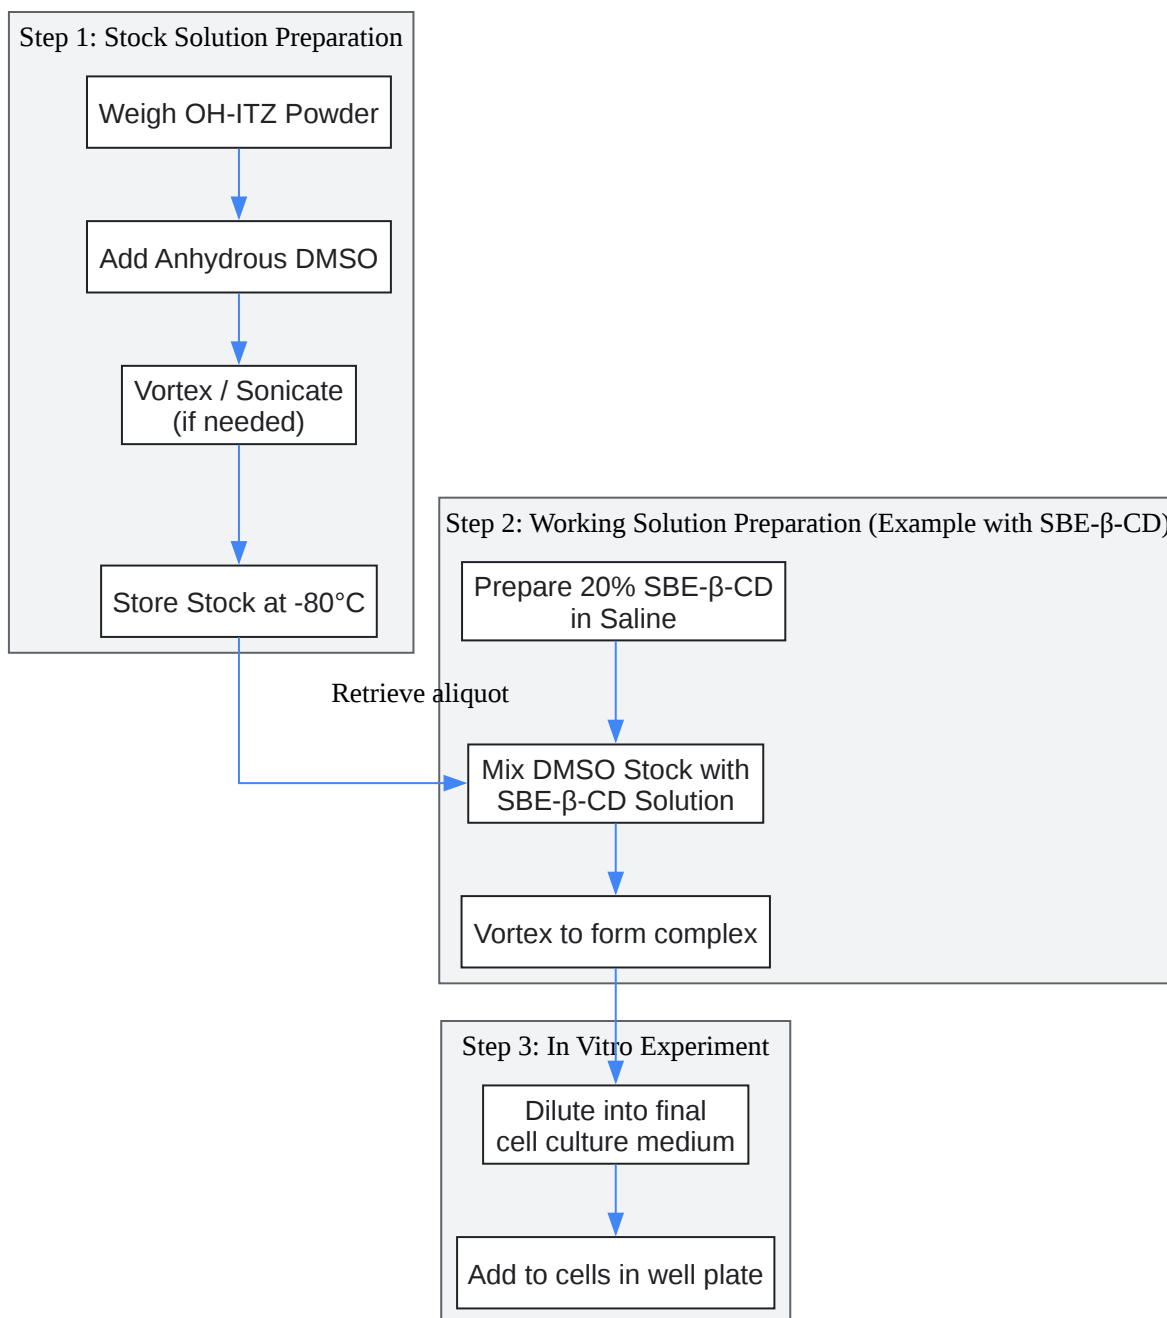 Step 1: Stock Solution Preparation
Weigh OH-ITZ Powder
Add Anhydrous DMSO
Vortex / Sonicate
(if needed)
Store Stock at -80°C
Retrieve aliquot
Step 2: Working Solution Preparation (Example with SBE-β-CD)
Prepare 20% SBE-β-CD
in Saline
Mix DMSO Stock with
SBE-β-CD Solution
Vortex to form complex
Step 3: In Vitro Experiment
Dilute into final
cell culture medium
Add to cells in well plate